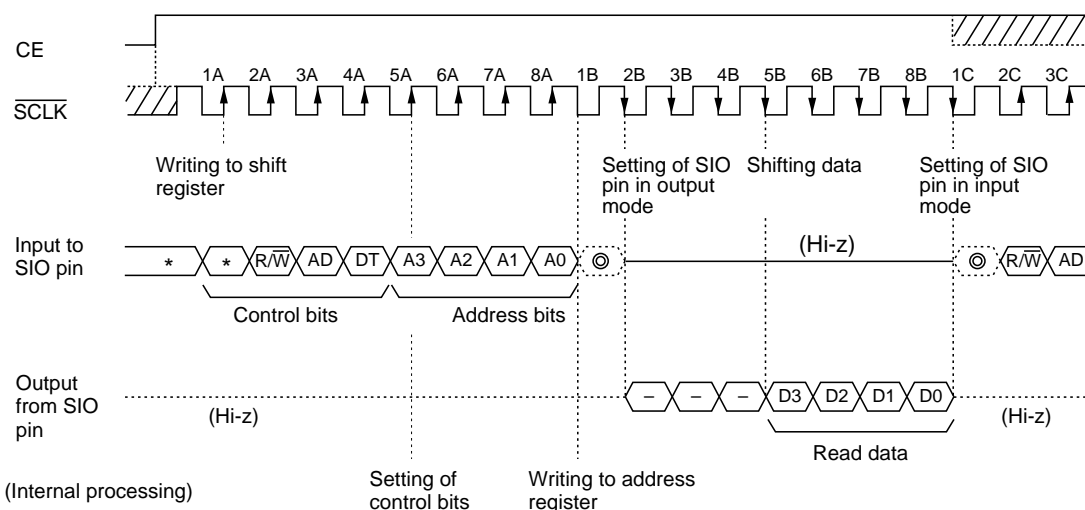 CE
1A 2A 3A 4A 5A 6A 7A 8A 1B 2B 3B 4B 5B 6B 7B 8B 1C 2C 3C
SCLK
Writing to shift
register
Setting of SIO
pin in output
mode
Shifting data
Setting of SIO
pin in input
mode
Input to
SIO pin
* * R/W AD DT A3 A2 A1 A0 ◎ (Hi-z) ◎ R/W AD
Control bits
Address bits
Output
from SIO
pin
(Hi-z) – – – D3 D2 D1 D0 (Hi-z)
Read data
(Internal processing)
Setting of
control bits
Writing to address
register